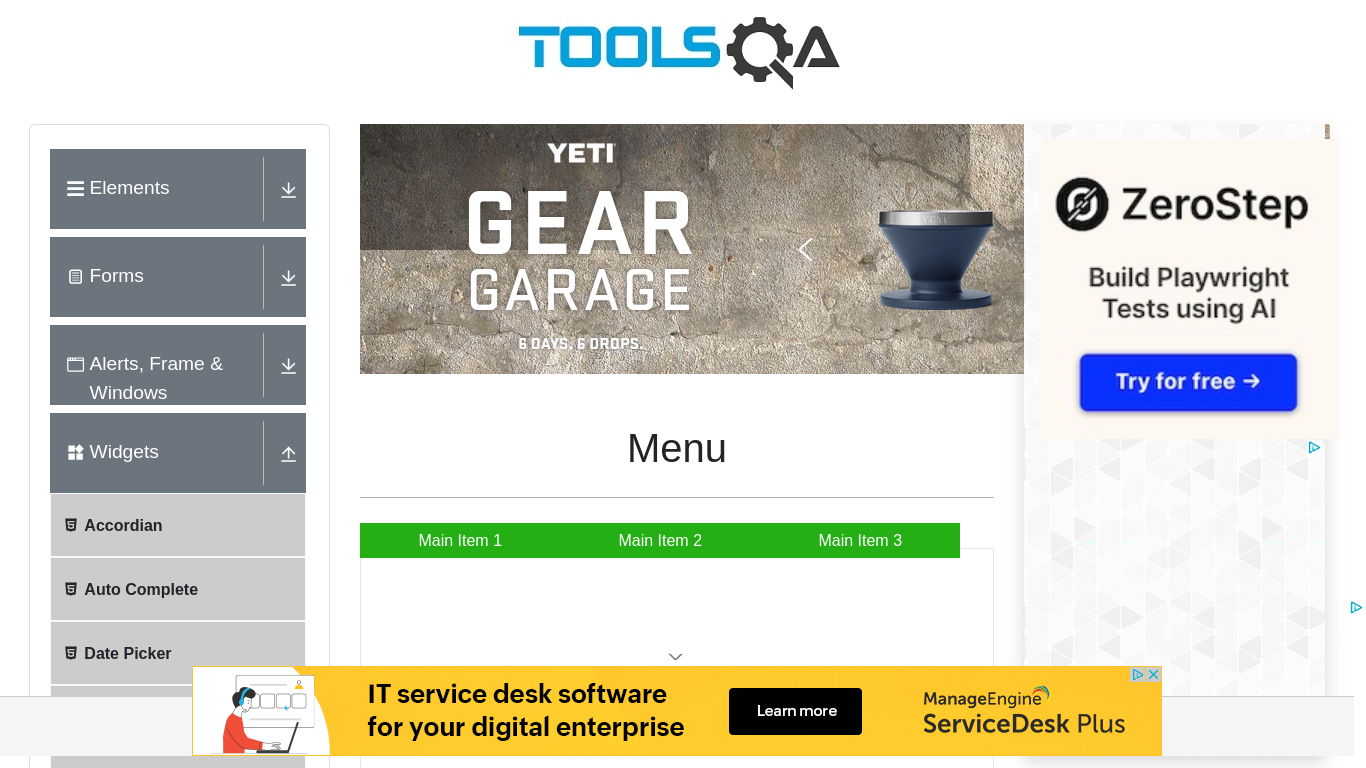 TOOLSQA
Elements
Forms
Alerts, Frame &
Windows
Widgets
Accordian
Auto Complete
Date Picker
YETI
GEAR
GARAGE
6 DAYS. 6 DROPS.
YETI
ZeroStep
Build Playwright
Tests using AI
Try for free →
Menu
Main Item 1
Main Item 2
Main Item 3
IT service desk software
for your digital enterprise
Learn more
ManageEngine
ServiceDesk Plus